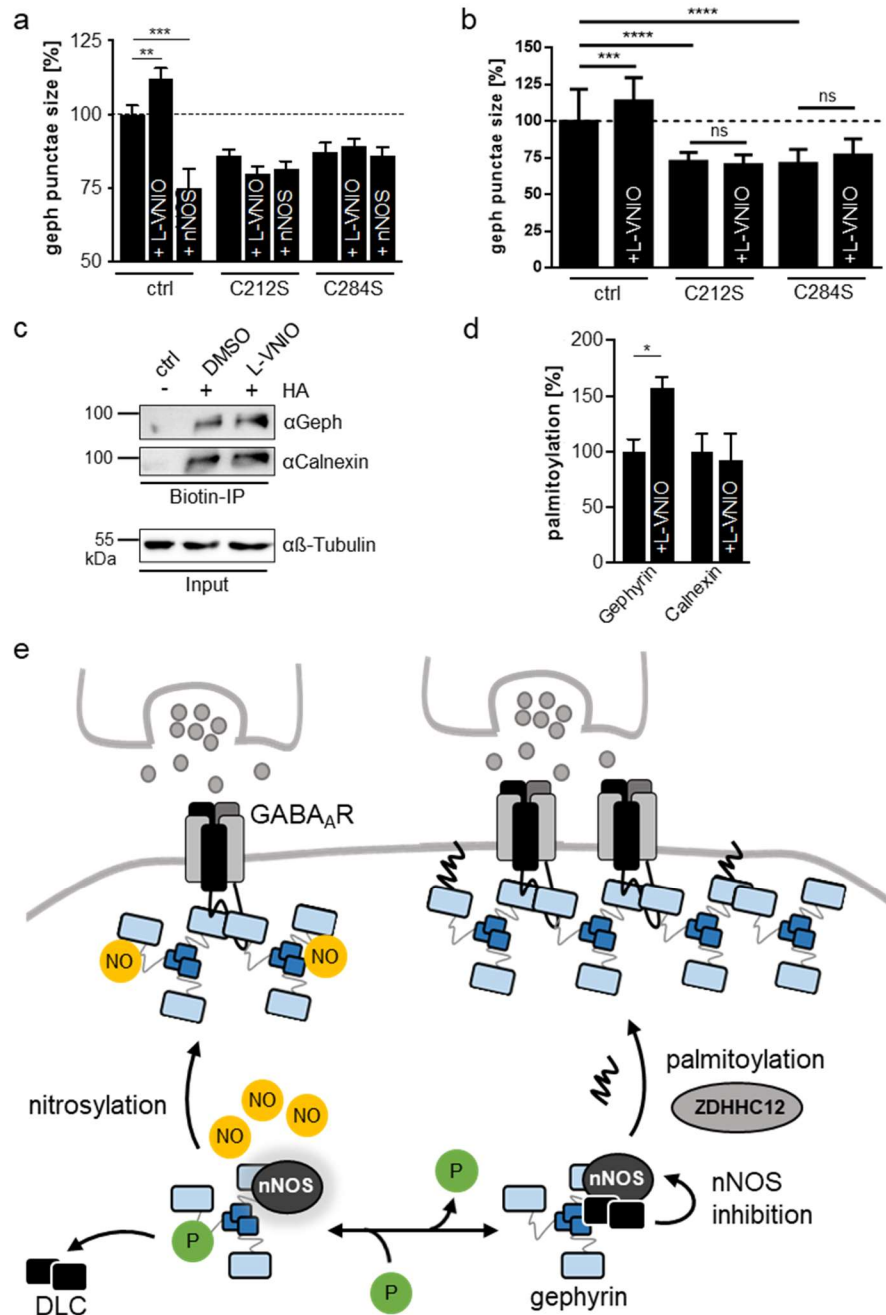 a
geph punctae size [%]
125
100
75
50
***
**
+ L-VNIO
+ nNOS
+ L-VNIO
+ nNOS
+ L-VNIO
+ nNOS
ctrl
C212S
C284S
b
geph punctae size [%]
150
125
100
75
50
25
0
****
****
***
ns
ns
+L-VNIO
+L-VNIO
+L-VNIO
ctrl
C212S
C284S
c
ctrl
DMSO
L-VNIO
- + + HA
100
αGeph
100
αCalnexin
Biotin-IP
55
kDa
αß-Tubulin
Input
d
palmitoylation [%]
200
150
100
50
0
*
+L-VNIO
+L-VNIO
Gephyrin
Calnexin
e
GABAAR
NO
NO
nitrosylation
NO
NO
NO
nNOS
P
DLC
P
P
palmitoylation
ZDHHC12
nNOS
nNOS
inhibition
gephyrin